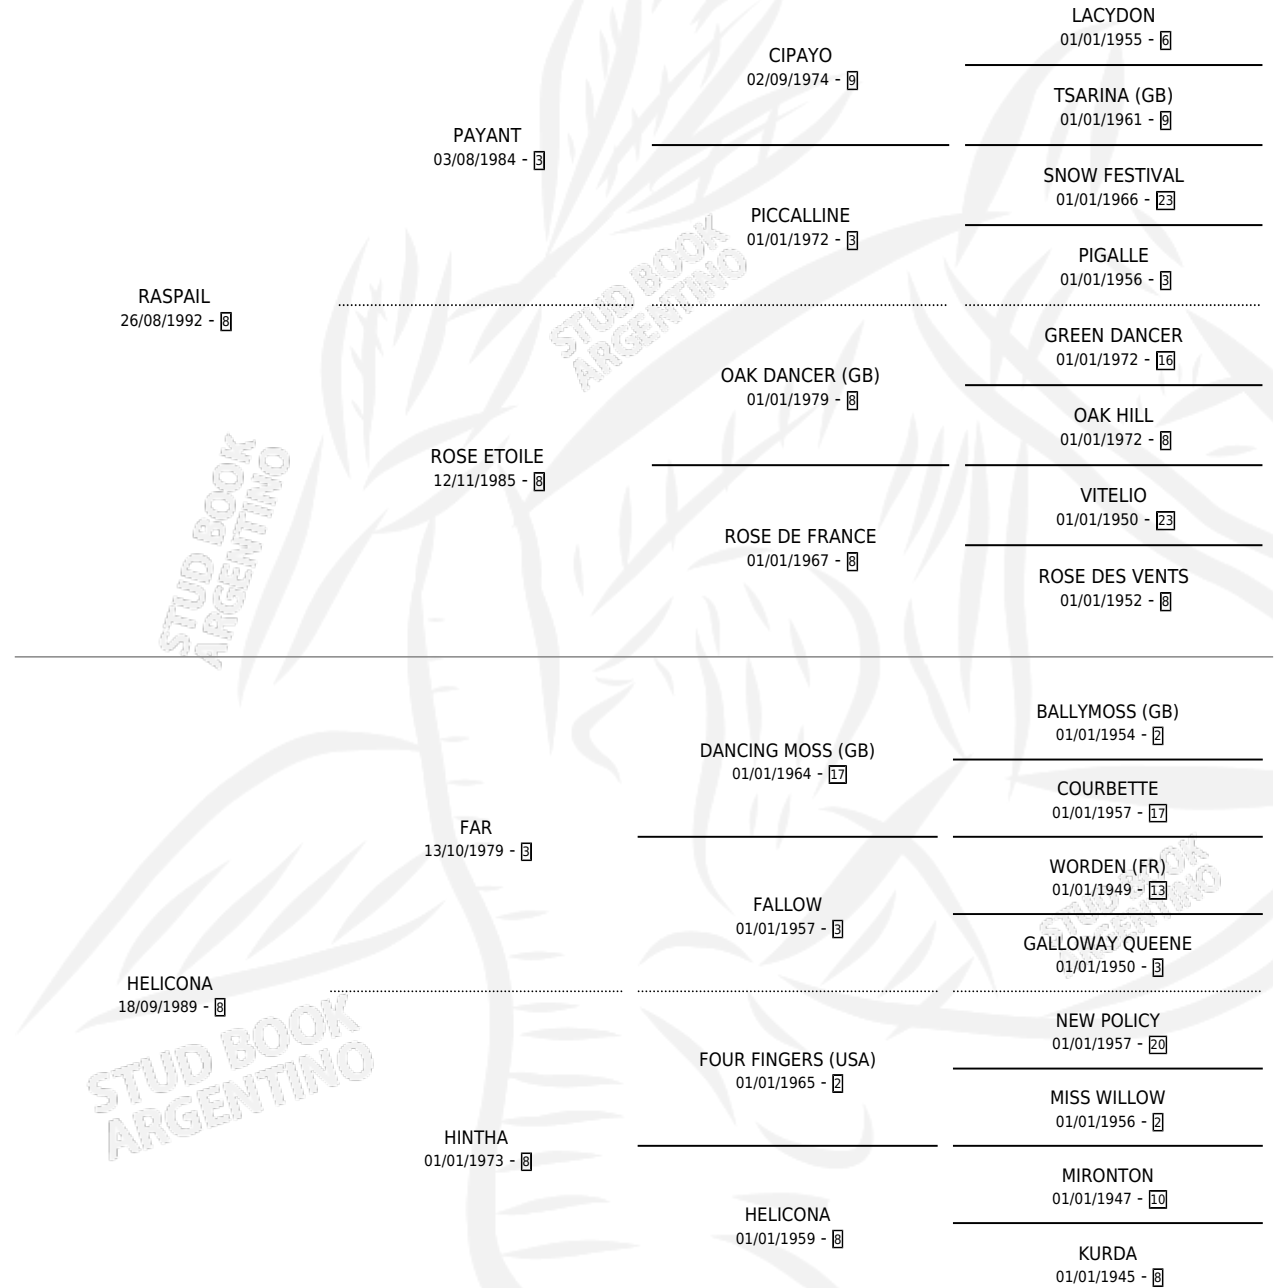 LACYDON
01/01/1955 - 6
CIPAYO
02/09/1974 - 9
TSARINA (GB)
01/01/1961 - 9
PAYANT
03/08/1984 - 3
SNOW FESTIVAL
01/01/1966 - 23
PICCALLINE
01/01/1972 - 3
PIGALLE
01/01/1956 - 3
RASPAIL
26/08/1992 - 8
GREEN DANCER
01/01/1972 - 16
OAK DANCER (GB)
01/01/1979 - 8
OAK HILL
01/01/1972 - 8
ROSE ETOILE
12/11/1985 - 8
VITELIO
01/01/1950 - 23
ROSE DE FRANCE
01/01/1967 - 8
ROSE DES VENTS
01/01/1952 - 8
BALLYMOSS (GB)
01/01/1954 - 2
DANCING MOSS (GB)
01/01/1964 - 17
COURBETTE
01/01/1957 - 17
FAR
13/10/1979 - 3
WORDEN (FR)
01/01/1949 - 13
FALLOW
01/01/1957 - 3
GALLOWAY QUEENE
01/01/1950 - 3
HELICONA
18/09/1989 - 8
NEW POLICY
01/01/1957 - 20
FOUR FINGERS (USA)
01/01/1965 - 2
MISS WILLOW
01/01/1956 - 2
HINTHA
01/01/1973 - 8
MIRONTON
01/01/1947 - 10
HELICONA
01/01/1959 - 8
KURDA
01/01/1945 - 8
STUD BOOK
ARGENTINO
STUD BOOK
ARGENTINO
STUD BOOK
ARGENTINO
STUD BOOK
ARGENTINO